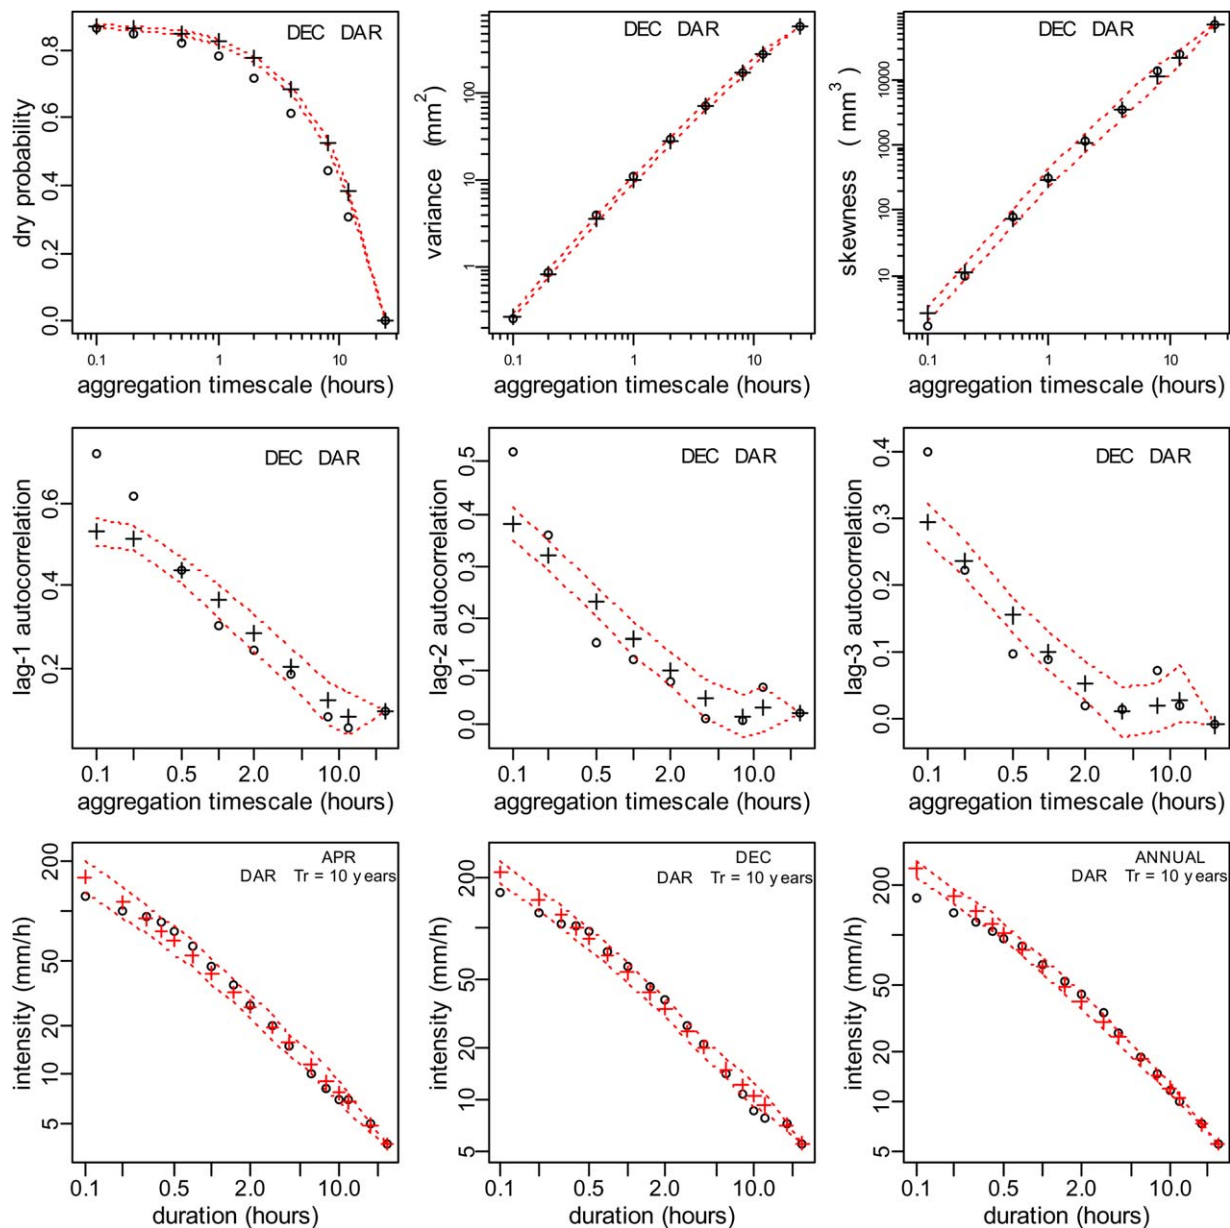 DEC DAR
dry probability
0.0 0.2 0.4 0.6 0.8
0.1 1 10
aggregation timescale (hours)
DEC DAR
variance (mm2)
1 10 100
0.1 1 10
aggregation timescale (hours)
DEC DAR
skewness ( mm3)
10 100 1000 10000
0.1 1 10
aggregation timescale (hours)
DEC DAR
lag-1 autocorrelation
0.2 0.4 0.6
0.1 0.5 2.0 10.0
aggregation timescale (hours)
DEC DAR
lag-2 autocorrelation
0.0 0.1 0.2 0.3 0.4 0.5
0.1 0.5 2.0 10.0
aggregation timescale (hours)
DEC DAR
lag-3 autocorrelation
0.0 0.1 0.2 0.3 0.4
0.1 0.5 2.0 10.0
aggregation timescale (hours)
APR
DAR Tr = 10 years
intensity (mm/h)
5 10 20 50 200
0.1 0.5 2.0 10.0
duration (hours)
DEC
DAR Tr = 10 years
intensity (mm/h)
5 10 20 50 200
0.1 0.5 2.0 10.0
duration (hours)
ANNUAL
DAR Tr = 10 years
intensity (mm/h)
5 10 20 50 200
0.1 0.5 2.0 10.0
duration (hours)